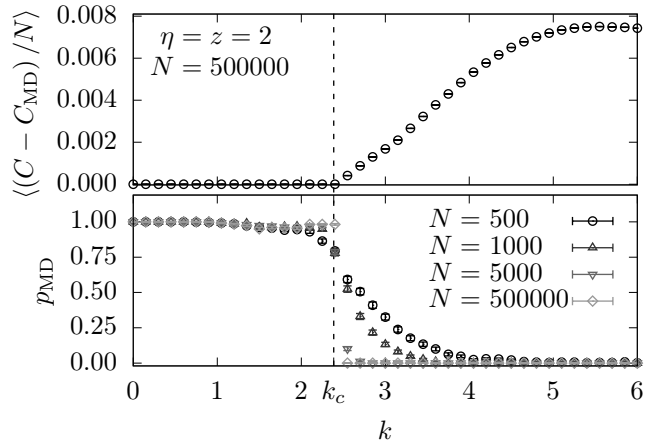 ⟨(C − C_MD) /N⟩
0.008
0.006
0.004
0.002
0.000
η = z = 2
N = 500000
p_MD
1.00
0.75
0.50
0.25
0.00
N = 500
N = 1000
N = 5000
N = 500000
0 1 2 k_c 3 4 5 6
k